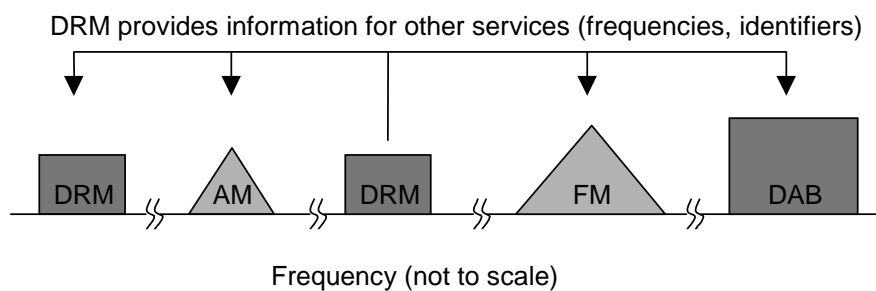 DRM provides information for other services (frequencies, identifiers)
DRM AM DRM FM DAB
Frequency (not to scale)